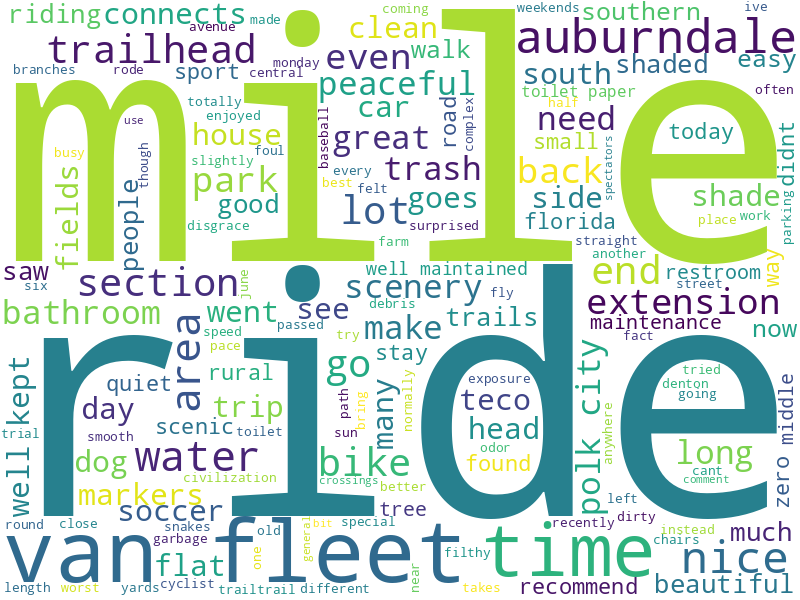 riding connects made coming weekends southern ive
avenue
trailhead clean auburndale
branches rode sport central monday even walk south shaded easy
peaceful toilet paper often
mile
totally enjoyed car road complex half need today
use house great small
busy slightly foul baseball every trash back spectators shade didnt
though park best felt lot goes side place work parking
fields people good disgrace surprised florida
farm straight another way
saw section well maintained scenery end restroom
six june debris fly street extension
bathroom went see make trails maintenance now
speed passed try stay fact
ride
well kept quiet area pace rural go many teco exposure polk city tried denton going
day scenic trip path bring normally head anywhere cant long zero middle
trial smooth toilet sun odor comment
dog water bike found
markers civilization crossings better
soccer tree left
round close snakes old special recently dirty instead much
van fleet time nice
garbage one general bit filthy chairs
flat near
length worst yards cyclist trailtrail different takes recommend beautiful